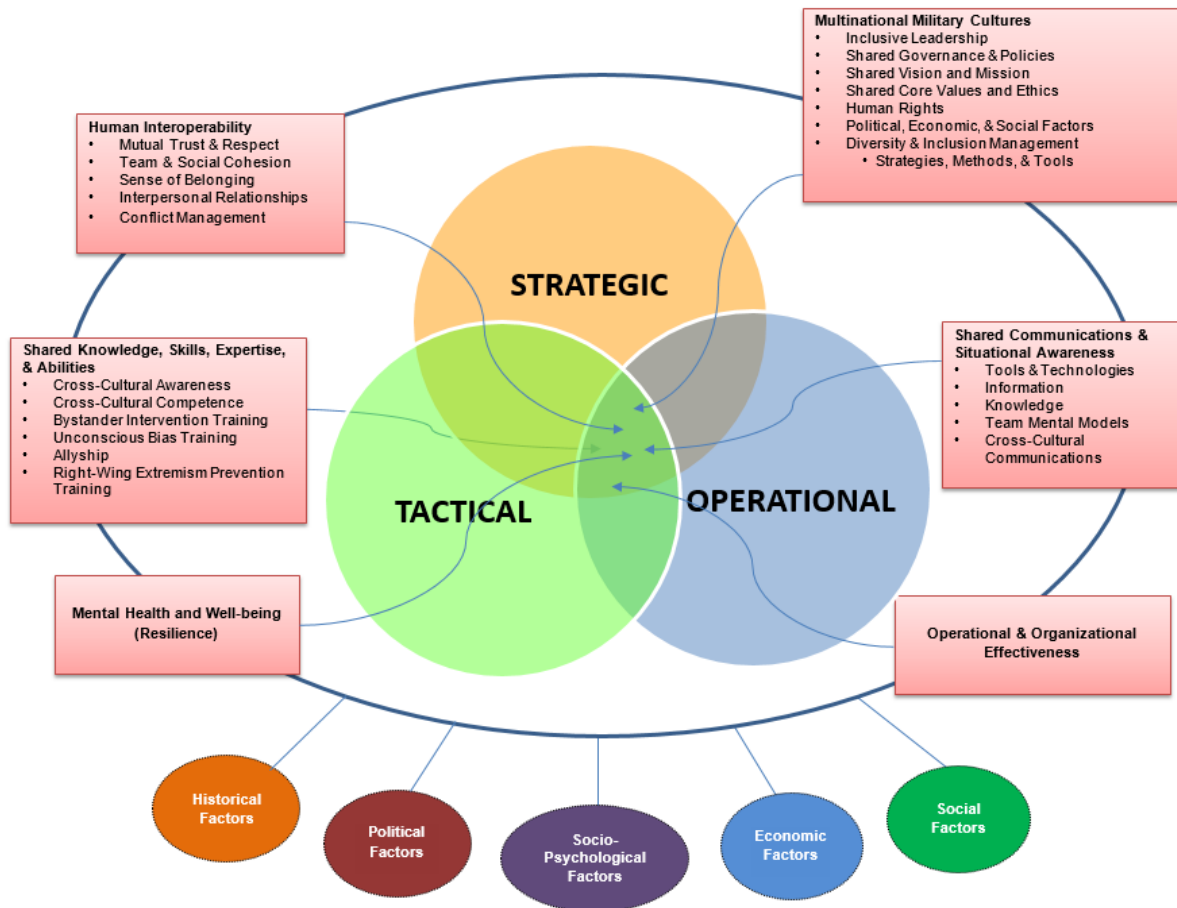 Multinational Military Cultures
• Inclusive Leadership
• Shared Governance & Policies
• Shared Vision and Mission
• Shared Core Values and Ethics
• Human Rights
• Political, Economic, & Social Factors
• Diversity & Inclusion Management
• Strategies, Methods, & Tools
Human Interoperability
• Mutual Trust & Respect
• Team & Social Cohesion
• Sense of Belonging
• Interpersonal Relationships
• Conflict Management
STRATEGIC
Shared Knowledge, Skills, Expertise,
& Abilities
• Cross-Cultural Awareness
• Cross-Cultural Competence
• Bystander Intervention Training
• Unconscious Bias Training
• Allyship
• Right-Wing Extremism Prevention
Training
Shared Communications &
Situational Awareness
• Tools & Technologies
• Information
• Knowledge
• Team Mental Models
• Cross-Cultural
Communications
TACTICAL
OPERATIONAL
Mental Health and Well-being
(Resilience)
Operational & Organizational
Effectiveness
Historical
Factors
Political
Factors
Socio-
Psychological
Factors
Economic
Factors
Social
Factors